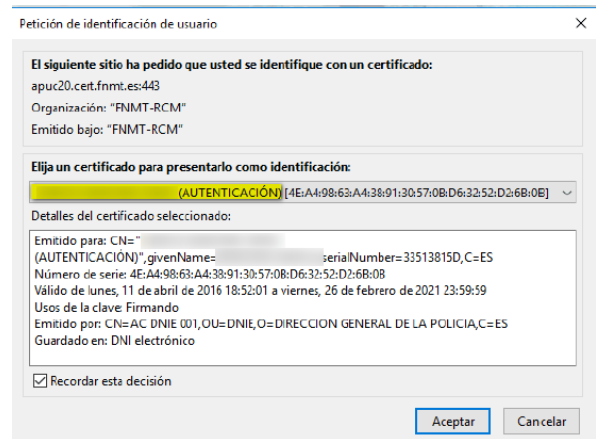 Petición de identificación de usuario
El siguiente sitio ha pedido que usted se identifique con un certificado:
apuc20.cert.fnmt.es:443
Organización: "FNMT-RCM"
Emitido bajo: "FNMT-RCM"
Elija un certificado para presentarlo como identificación:
(AUTENTICACIÓN) [4E:A4:98:63:A4:38:91:30:57:0B:D6:32:52:D2:6B:0B]
Detalles del certificado seleccionado:
Emitido para: CN="
(AUTENTICACIÓN)",givenName= serialNumber=33513815D,C=ES
Número de serie: 4E:A4:98:63:A4:38:91:30:57:0B:D6:32:52:D2:6B:0B
Válido de lunes, 11 de abril de 2016 18:52:01 a viernes, 26 de febrero de 2021 23:59:59
Usos de la clave: Firmando
Emitido por: CN=AC DNIE 001,OU=DNIE,O=DIRECCION GENERAL DE LA POLICIA,C=ES
Guardado en: DNI electrónico
Recordar esta decisión
Aceptar Cancelar